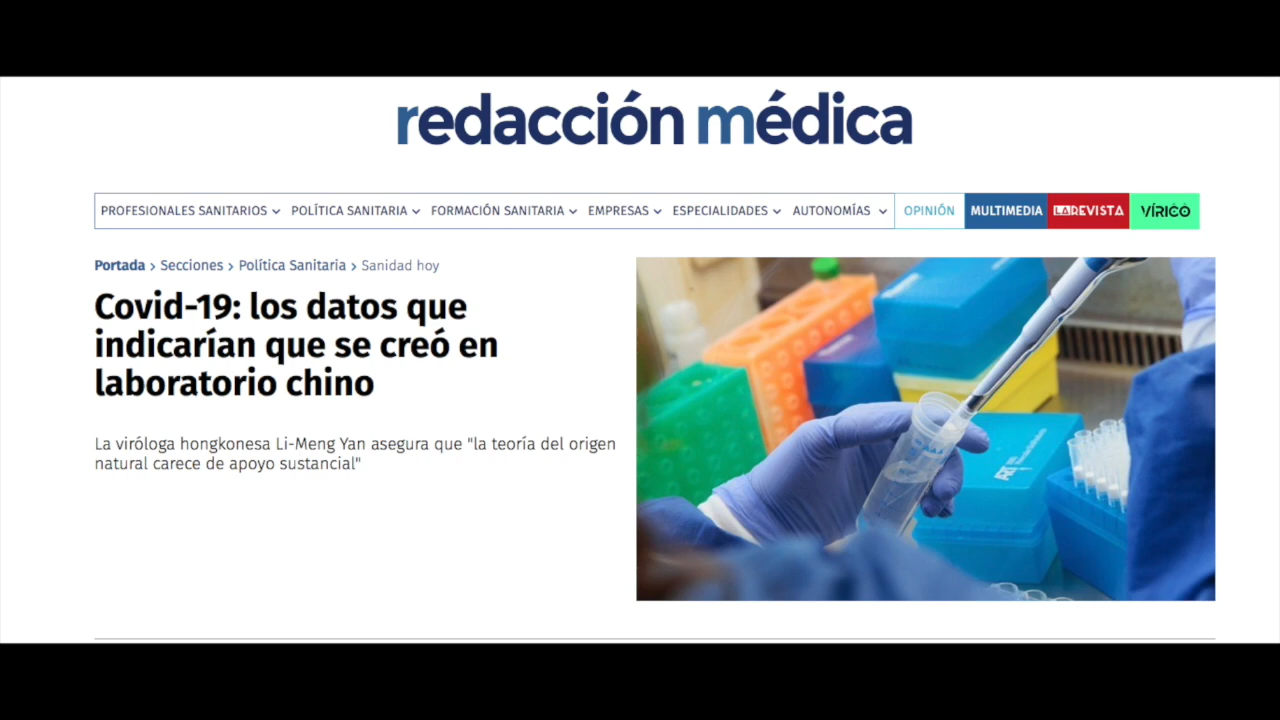 redacción médica
PROFESIONALES SANITARIOS POLÍTICA SANITARIA FORMACIÓN SANITARIA EMPRESAS ESPECIALIDADES AUTONOMÍAS OPINIÓN MULTIMEDIA LAREVISTA VÍRICO
Portada > Secciones > Política Sanitaria > Sanidad hoy
Covid-19: los datos que
indicarían que se creó en
laboratorio chino
La viróloga hongkonesa Li-Meng Yan asegura que "la teoría del origen
natural carece de apoyo sustancial"